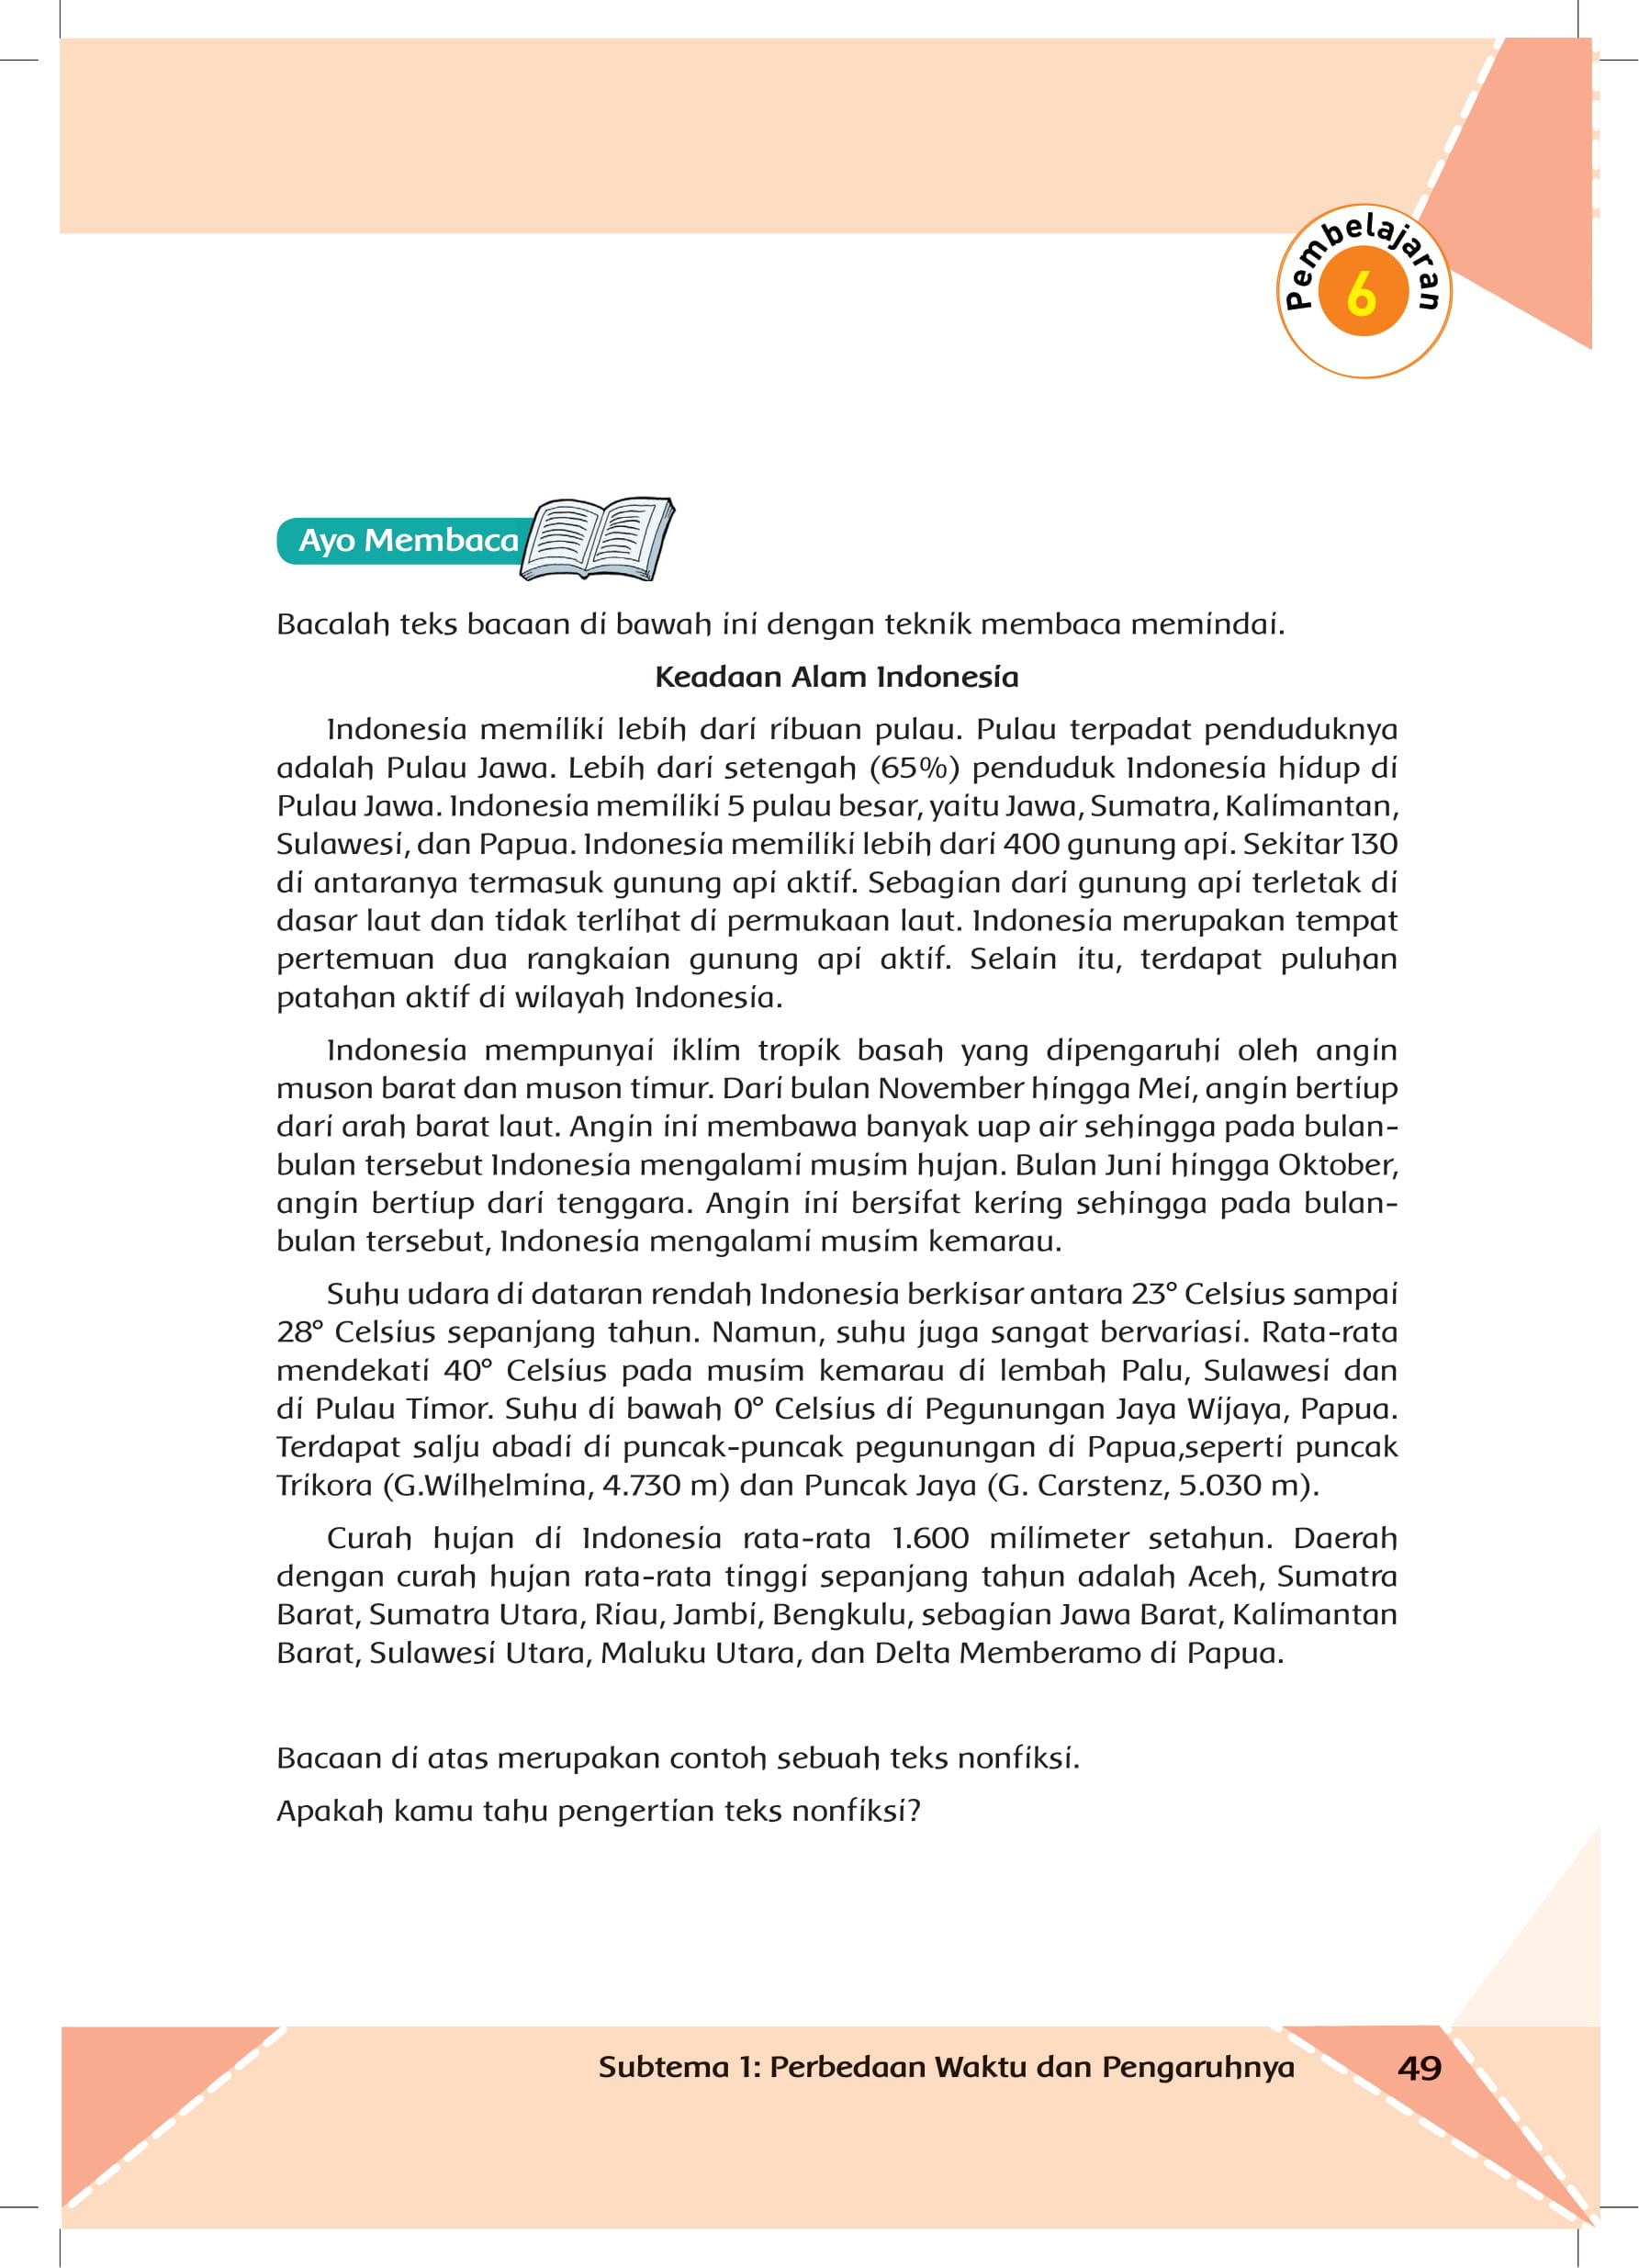 Pembelajaran
6
Ayo Membaca
Bacalah teks bacaan di bawah ini dengan teknik membaca memindai.
Keadaan Alam Indonesia
Indonesia memiliki lebih dari ribuan pulau. Pulau terpadat penduduknya
adalah Pulau Jawa. Lebih dari setengah (65%) penduduk Indonesia hidup di
Pulau Jawa. Indonesia memiliki 5 pulau besar, yaitu Jawa, Sumatra, Kalimantan,
Sulawesi, dan Papua. Indonesia memiliki lebih dari 400 gunung api. Sekitar 130
di antaranya termasuk gunung api aktif. Sebagian dari gunung api terletak di
dasar laut dan tidak terlihat di permukaan laut. Indonesia merupakan tempat
pertemuan dua rangkaian gunung api aktif. Selain itu, terdapat puluhan
patahan aktif di wilayah Indonesia.
Indonesia mempunyai iklim tropik basah yang dipengaruhi oleh angin
muson barat dan muson timur. Dari bulan November hingga Mei, angin bertiup
dari arah barat laut. Angin ini membawa banyak uap air sehingga pada bulan-
bulan tersebut Indonesia mengalami musim hujan. Bulan Juni hingga Oktober,
angin bertiup dari tenggara. Angin ini bersifat kering sehingga pada bulan-
bulan tersebut, Indonesia mengalami musim kemarau.
Suhu udara di dataran rendah Indonesia berkisar antara 23° Celsius sampai
28° Celsius sepanjang tahun. Namun, suhu juga sangat bervariasi. Rata-rata
mendekati 40° Celsius pada musim kemarau di lembah Palu, Sulawesi dan
di Pulau Timor. Suhu di bawah 0° Celsius di Pegunungan Jaya Wijaya, Papua.
Terdapat salju abadi di puncak-puncak pegunungan di Papua,seperti puncak
Trikora (G.Wilhelmina, 4.730 m) dan Puncak Jaya (G. Carstenz, 5.030 m).
Curah hujan di Indonesia rata-rata 1.600 milimeter setahun. Daerah
dengan curah hujan rata-rata tinggi sepanjang tahun adalah Aceh, Sumatra
Barat, Sumatra Utara, Riau, Jambi, Bengkulu, sebagian Jawa Barat, Kalimantan
Barat, Sulawesi Utara, Maluku Utara, dan Delta Memberamo di Papua.
Bacaan di atas merupakan contoh sebuah teks nonfiksi.
Apakah kamu tahu pengertian teks nonfiksi?
Subtema 1: Perbedaan Waktu dan Pengaruhnya
49